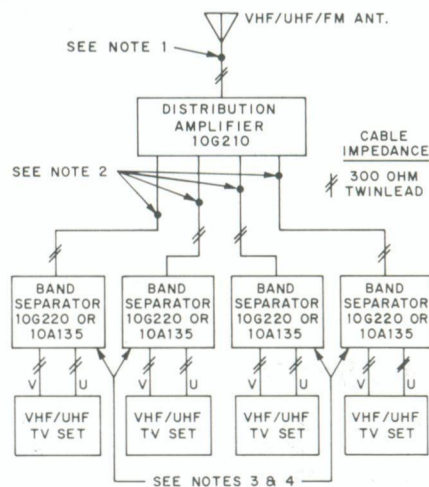 VHF/UHF/FM ANT.
SEE NOTE 1
DISTRIBUTION
AMPLIFIER
10G210
CABLE
IMPEDANCE
300 OHM
TWINLEAD
SEE NOTE 2
BAND
SEPARATOR
10G220 OR
10A135
BAND
SEPARATOR
10G220 OR
10A135
BAND
SEPARATOR
10G220 OR
10A135
BAND
SEPARATOR
10G220 OR
10A135
V U
V U
V U
V U
VHF/UHF
TV SET
VHF/UHF
TV SET
VHF/UHF
TV SET
VHF/UHF
TV SET
SEE NOTES 3 & 4